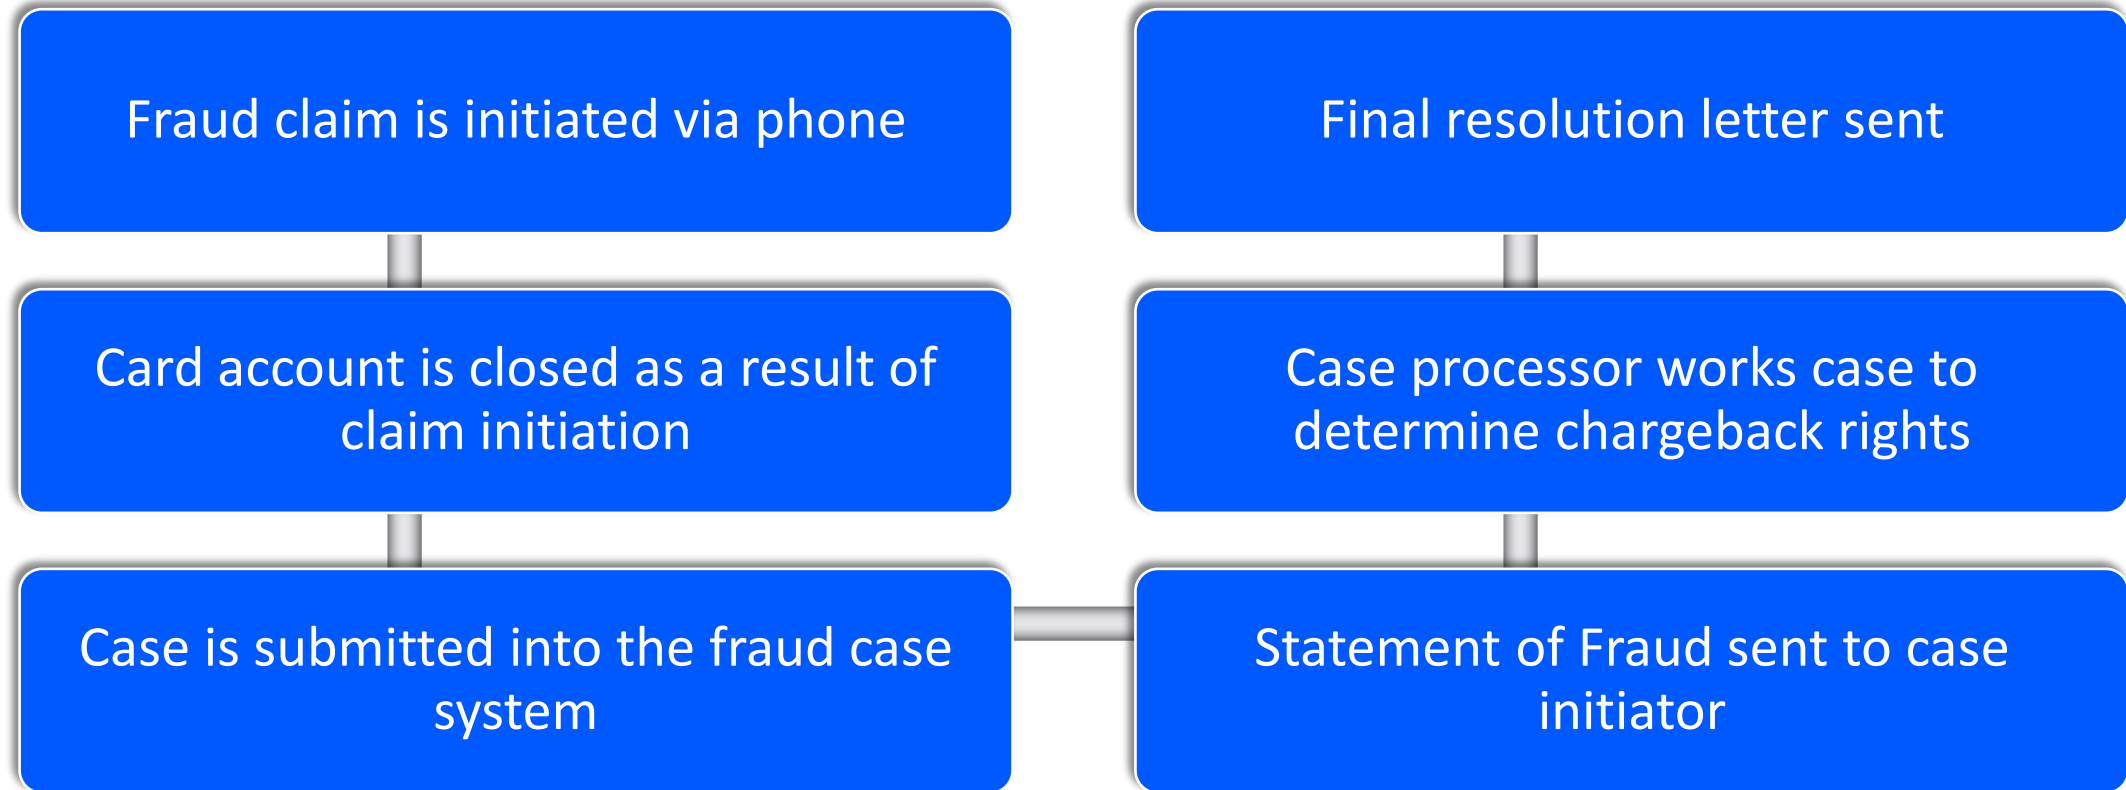 Fraud claim is initiated via phone
Card account is closed as a result of
claim initiation
Case is submitted into the fraud case
system
Statement of Fraud sent to case
initiator
Case processor works case to
determine chargeback rights
Final resolution letter sent